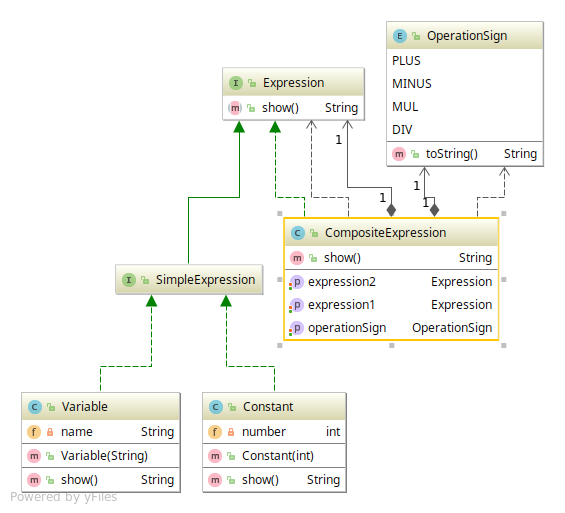 E OperationSign
PLUS
MINUS
MUL
DIV
m toString() String
I Expression
m show() String
1
1
1
1
C CompositeExpression
m show() String
p expression2 Expression
p expression1 Expression
p operationSign OperationSign
I SimpleExpression
C Variable
f name String
m Variable(String)
m show() String
C Constant
f number int
m Constant(int)
m show() String
Powered by yFiles